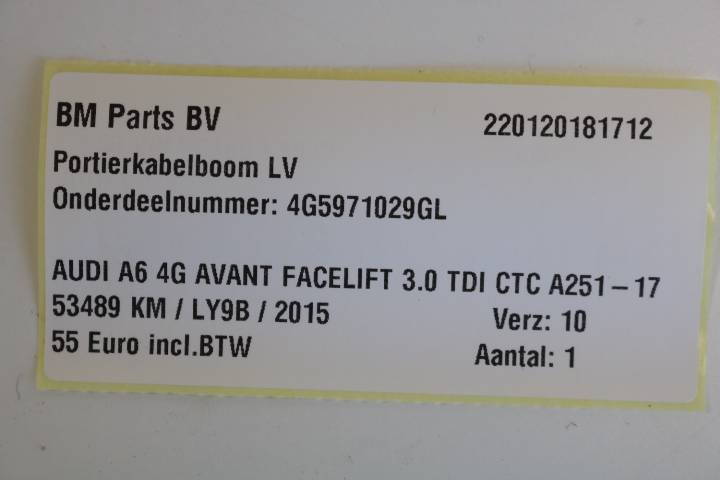 BM Parts BV 220120181712
Portierkabelboom LV
Onderdeelnummer: 4G5971029GL
AUDI A6 4G AVANT FACELIFT 3.0 TDI CTC A251-17
53489 KM / LY9B / 2015 Verz: 10
55 Euro incl.BTW Aantal: 1